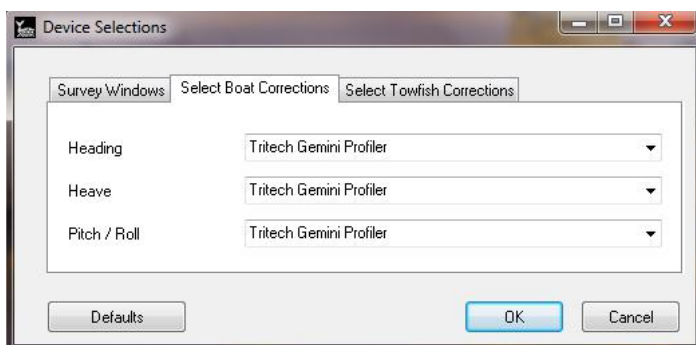 Device Selections
Survey Windows Select Boat Corrections Select Towfish Corrections
Heading Tritech Gemini Profiler
Heave Tritech Gemini Profiler
Pitch / Roll Tritech Gemini Profiler
Defaults OK Cancel